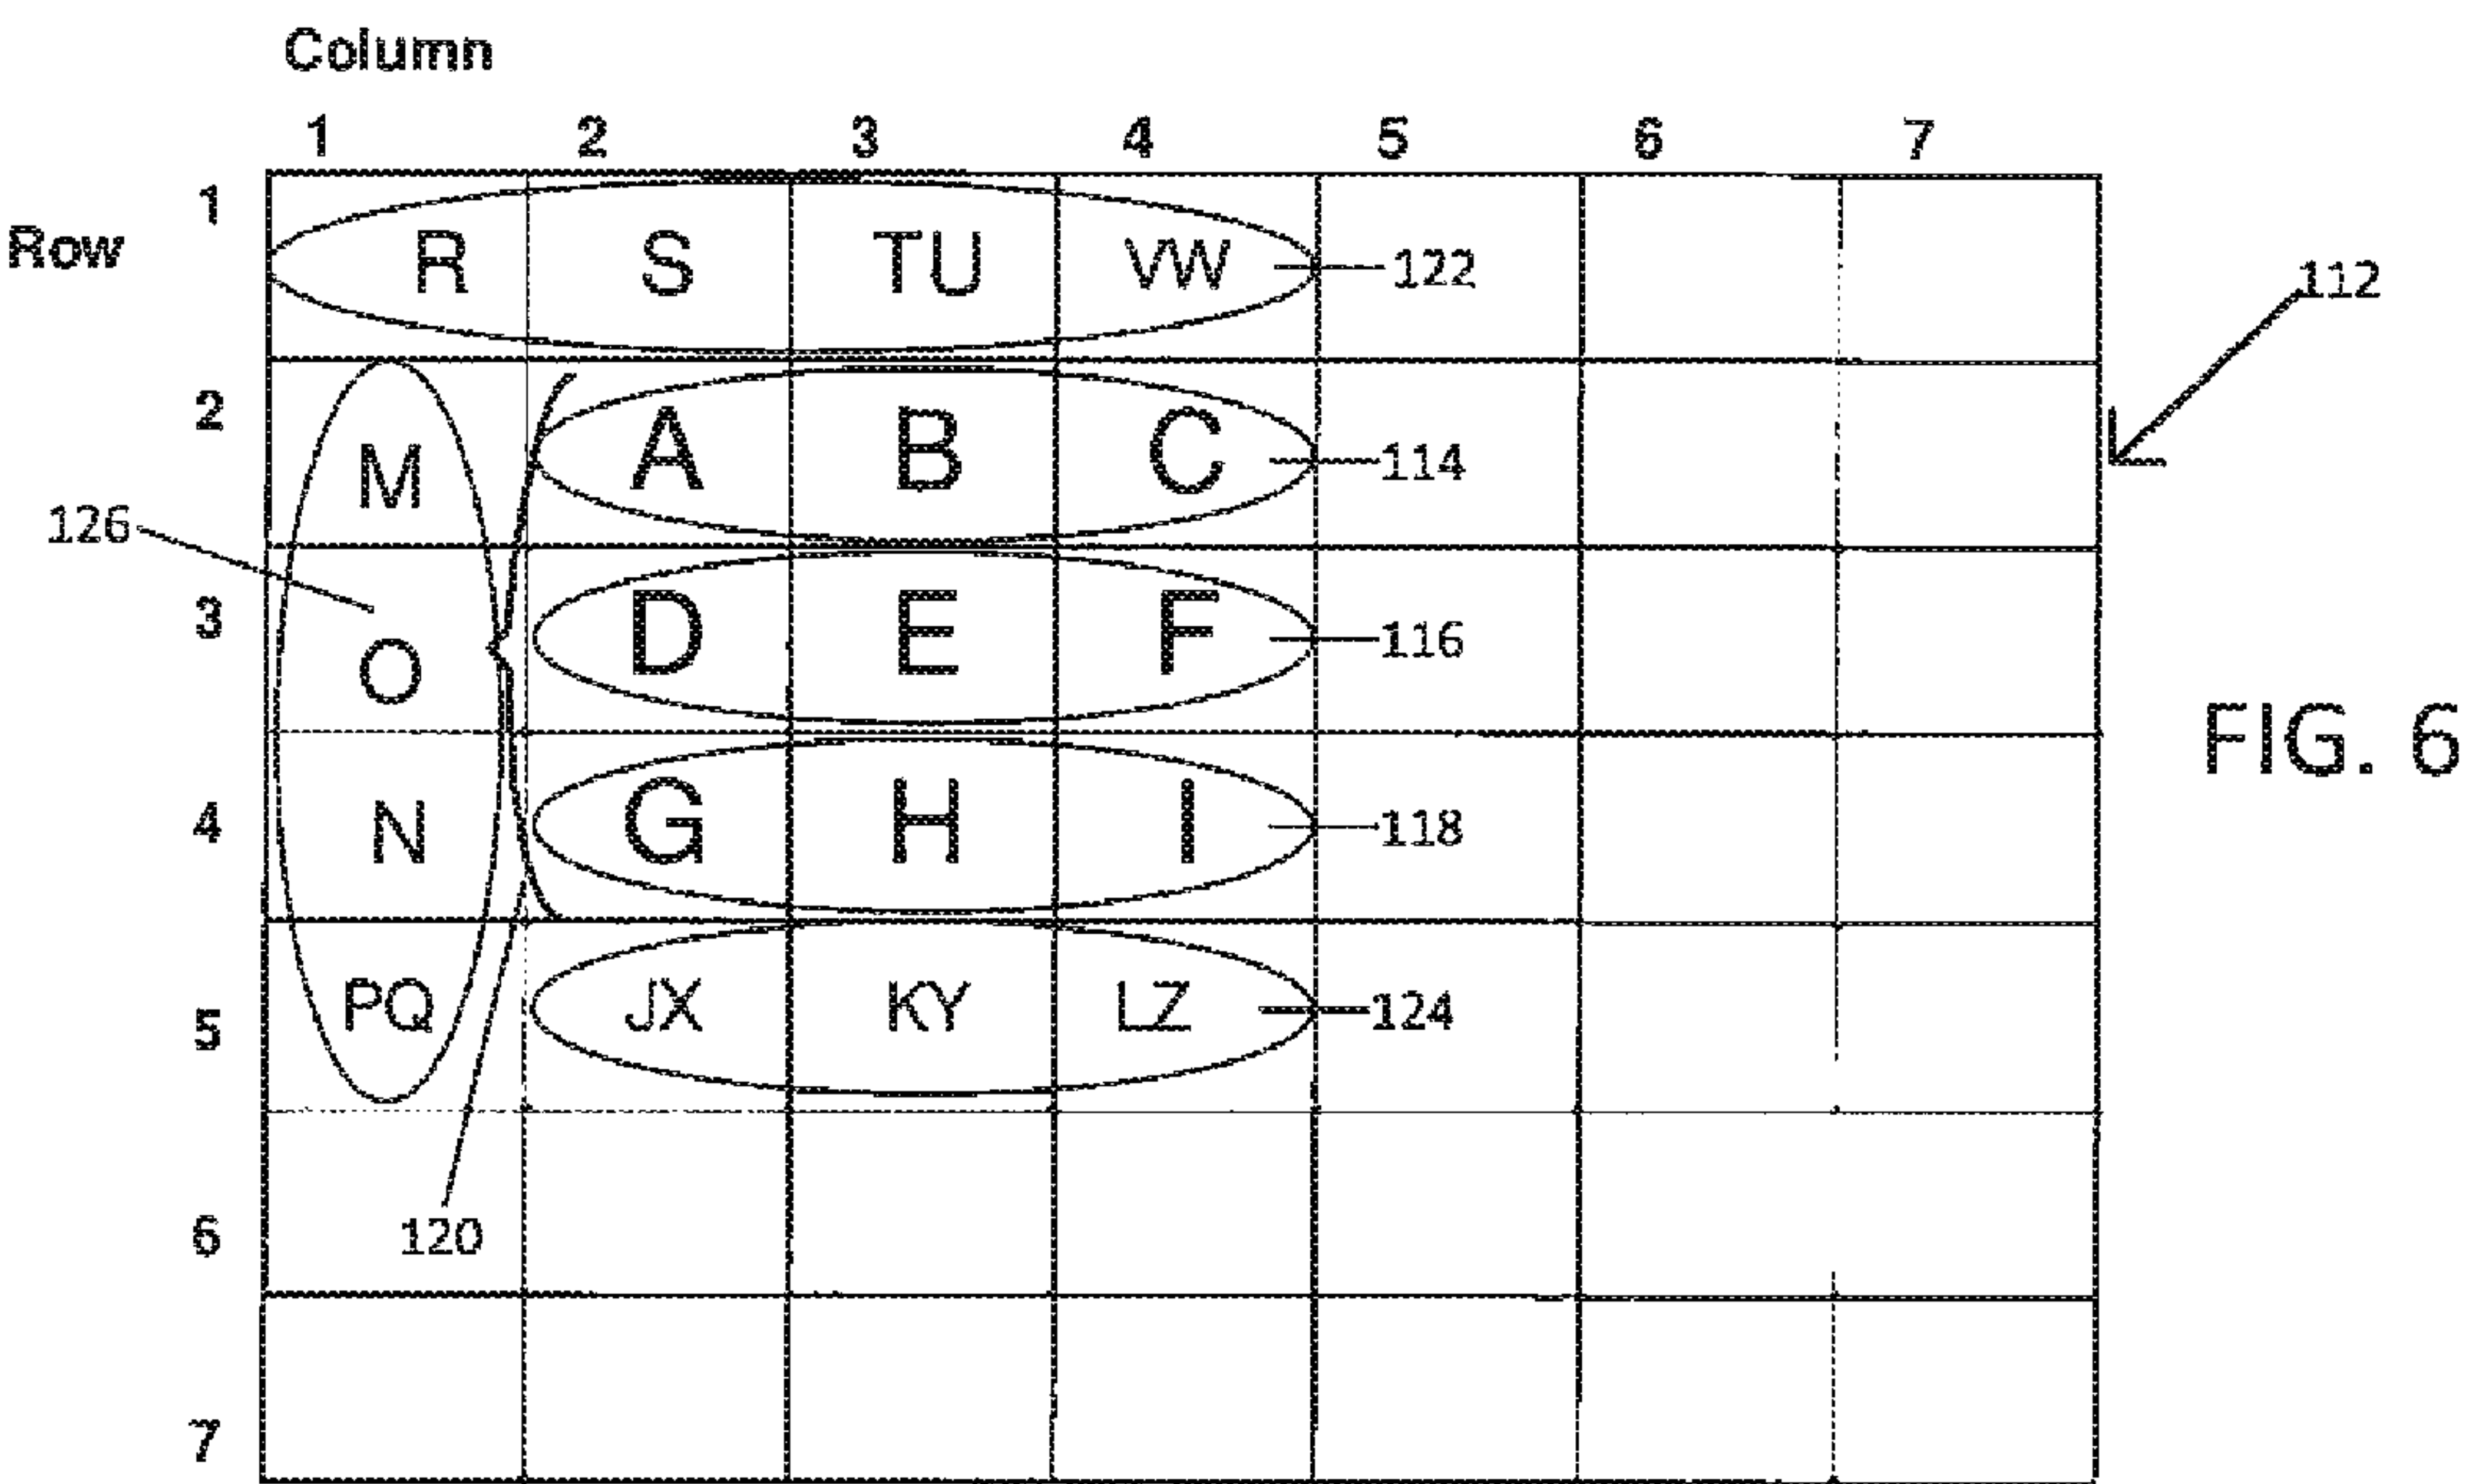 Column
1 2 3 4 5 6 7
1
Row R S TU VW 122
112
2 M A B C 114
126
3 O D E F 116
FIG. 6
4 N G H I 118
5 PQ JX KY LZ 124
6 120
7